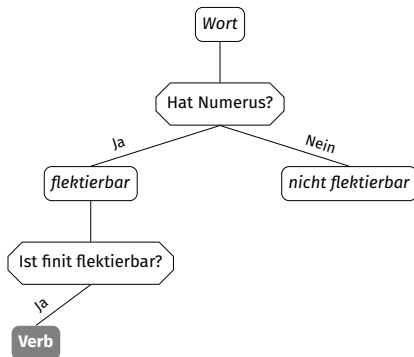 Wort
Hat Numerus?
Ja
Nein
flektierbar
nicht flektierbar
Ist finit flektierbar?
Ja
Verb